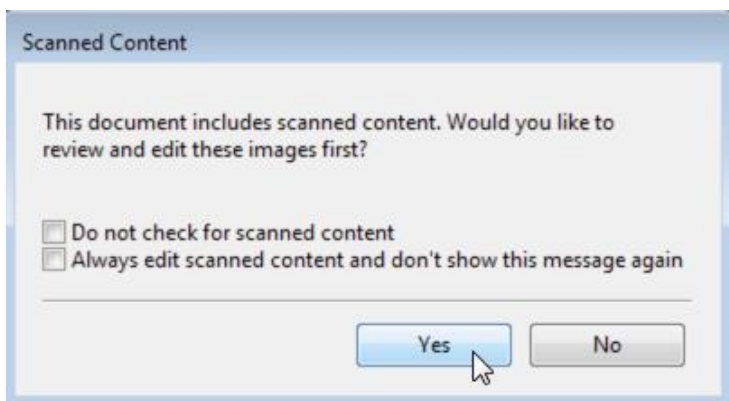 Scanned Content
This document includes scanned content. Would you like to
review and edit these images first?
Do not check for scanned content
Always edit scanned content and don't show this message again
Yes
No